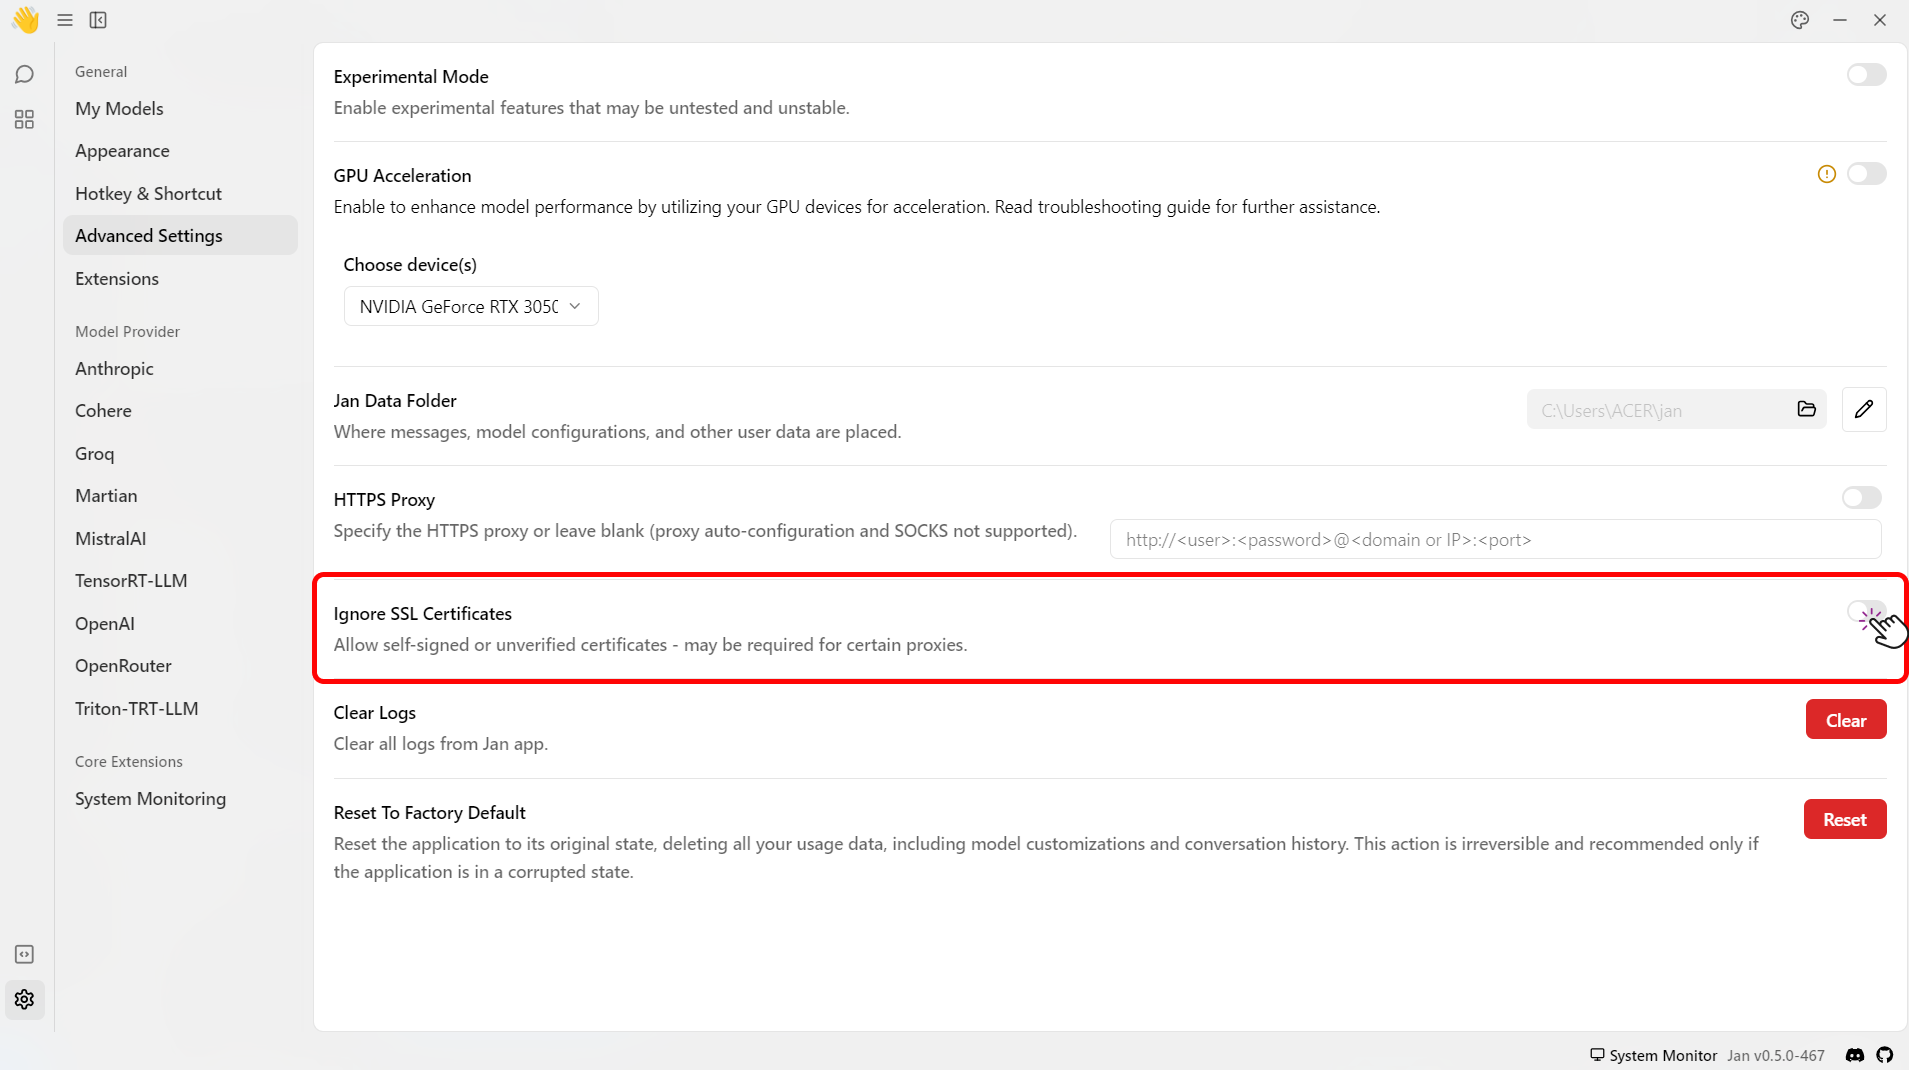 General
My Models
Appearance
Hotkey & Shortcut
Advanced Settings
Extensions
Model Provider
Anthropic
Cohere
Groq
Martian
MistralAI
TensorRT-LLM
OpenAI
OpenRouter
Triton-TRT-LLM
Core Extensions
System Monitoring
Experimental Mode
Enable experimental features that may be untested and unstable.
GPU Acceleration
Enable to enhance model performance by utilizing your GPU devices for acceleration. Read troubleshooting guide for further assistance.
Choose device(s)
NVIDIA GeForce RTX 3050
Jan Data Folder
Where messages, model configurations, and other user data are placed.
C:\Users\ACER\jan
HTTPS Proxy
Specify the HTTPS proxy or leave blank (proxy auto-configuration and SOCKS not supported).
http://<user>:<password>@<domain or IP>:<port>
Ignore SSL Certificates
Allow self-signed or unverified certificates - may be required for certain proxies.
Clear Logs
Clear all logs from Jan app.
Clear
Reset To Factory Default
Reset the application to its original state, deleting all your usage data, including model customizations and conversation history. This action is irreversible and recommended only if
the application is in a corrupted state.
Reset
System Monitor Jan v0.5.0-467